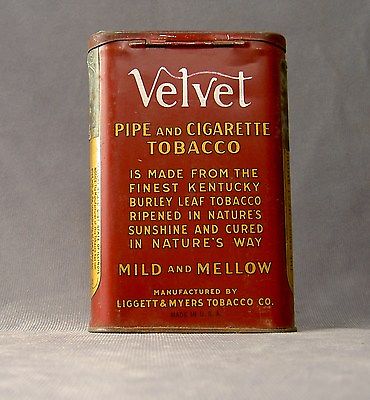 Velvet
PIPE AND CIGARETTE
TOBACCO
IS MADE FROM THE
FINEST KENTUCKY
BURLEY LEAF TOBACCO
RIPENED IN NATURE'S
SUNSHINE AND CURED
IN NATURE'S WAY
MILD AND MELLOW
MANUFACTURED BY
LIGGETT & MYERS TOBACCO CO.
MADE IN U.S.A.